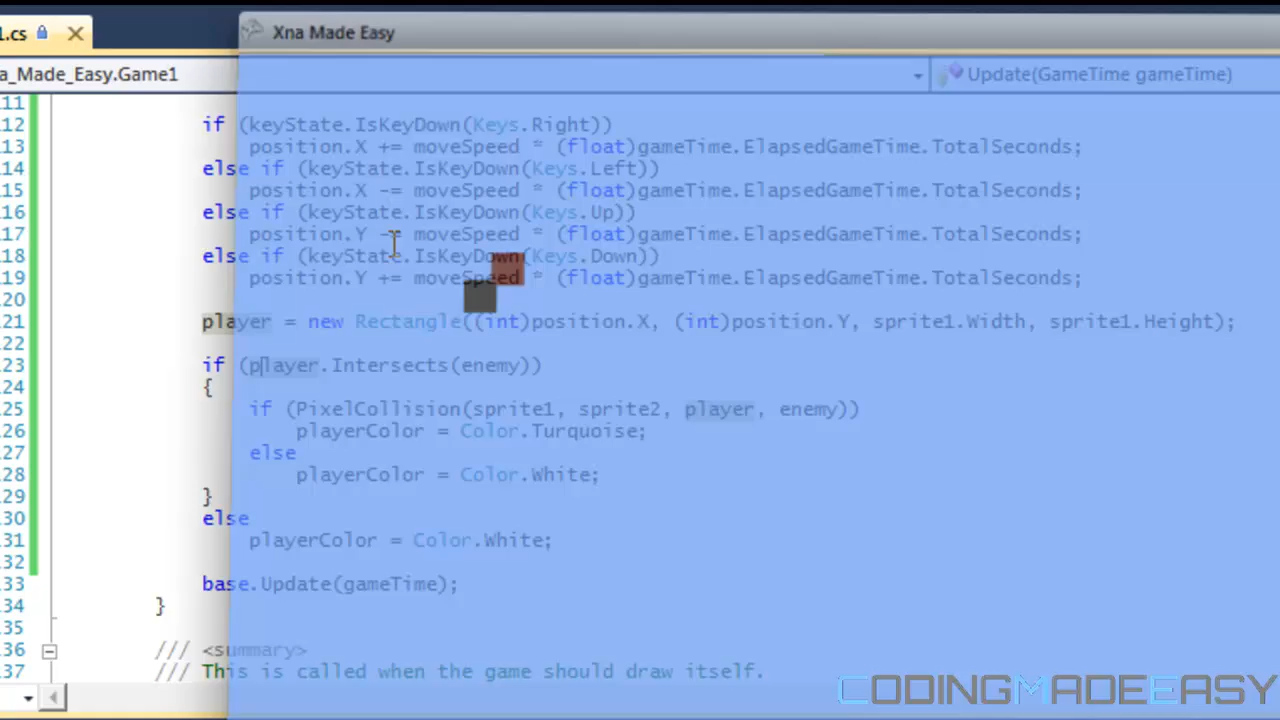 1.cs
Xna Made Easy
a_Made_Easy.Game1
Update(GameTime gameTime)
11
12 if (keyState.IsKeyDown(Keys.Right))
13 position.X += moveSpeed * (float)gameTime.ElapsedGameTime.TotalSeconds;
14 else if (keyState.IsKeyDown(Keys.Left))
15 position.X -= moveSpeed * (float)gameTime.ElapsedGameTime.TotalSeconds;
16 else if (keyState.IsKeyDown(Keys.Up))
17 position.Y -= moveSpeed * (float)gameTime.ElapsedGameTime.TotalSeconds;
18 else if (keyState.IsKeyDown(Keys.Down))
19 position.Y += moveSpeed * (float)gameTime.ElapsedGameTime.TotalSeconds;
20
21 player = new Rectangle((int)position.X, (int)position.Y, sprite1.Width, sprite1.Height);
22
23 if (player.Intersects(enemy))
24 {
25 if (PixelCollision(sprite1, sprite2, player, enemy))
26 playerColor = Color.Turquoise;
27 else
28 playerColor = Color.White;
29 }
30 else
31 playerColor = Color.White;
32
33 base.Update(gameTime);
34 }
35
36 /// <summary>
37 /// This is called when the game should draw itself.
CODINGMADEEASY